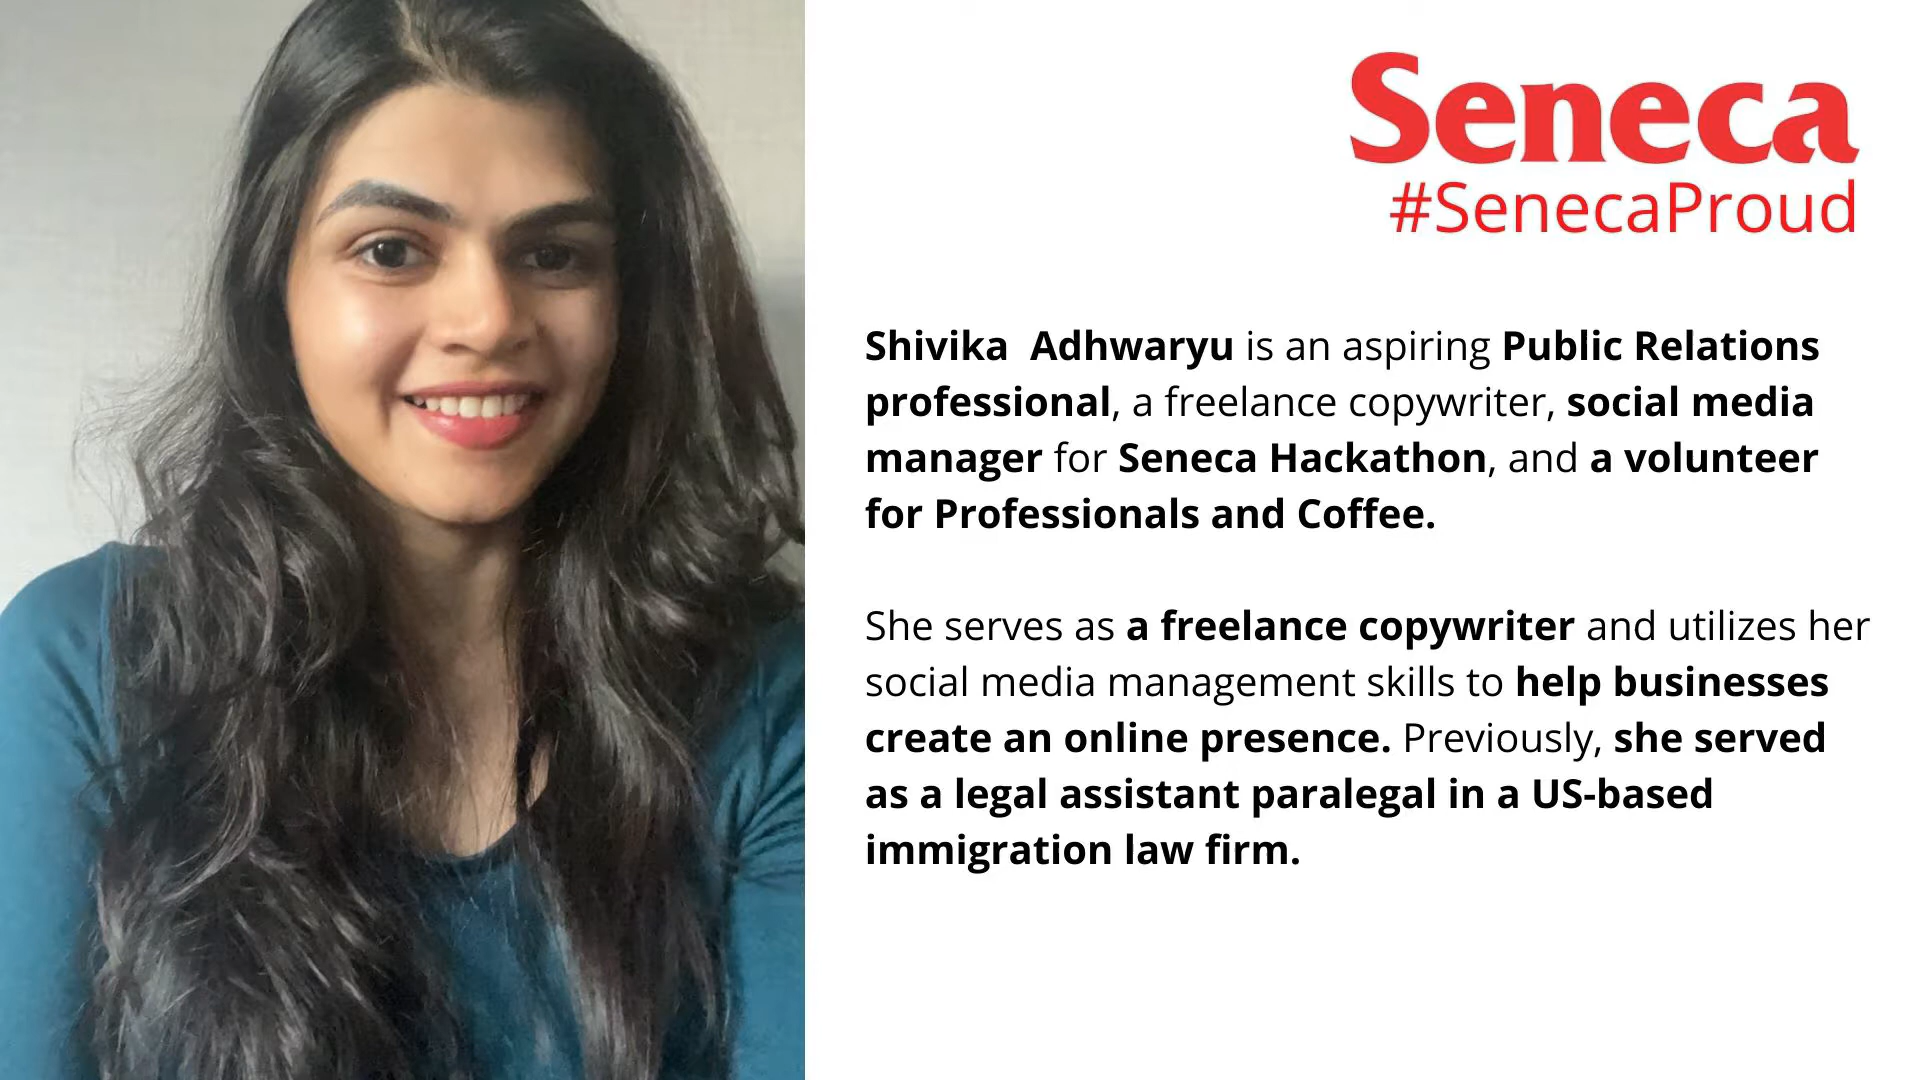 Seneca
#SenecaProud
Shivika  Adhwaryu is an aspiring Public Relations
professional, a freelance copywriter, social media
manager for Seneca Hackathon, and a volunteer
for Professionals and Coffee.
She serves as a freelance copywriter and utilizes her
social media management skills to help businesses
create an online presence. Previously, she served
as a legal assistant paralegal in a US-based
immigration law firm.